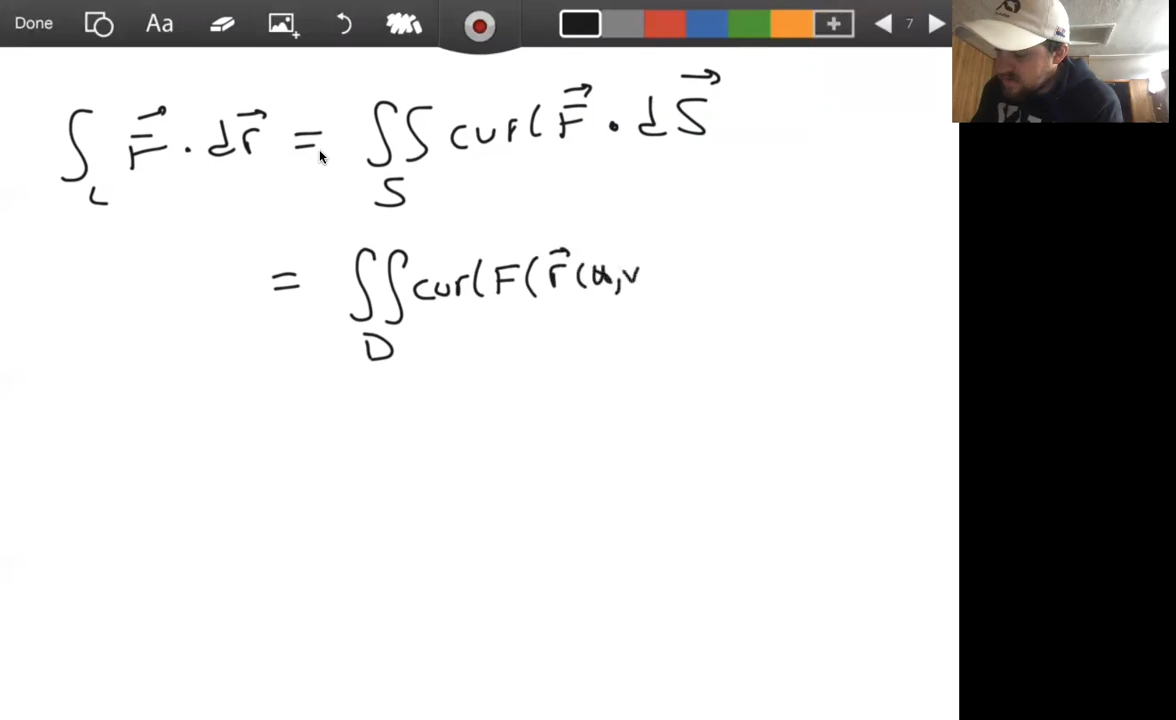 Done Aa 7
∫_C F⃗ · dr⃗ = ∬_S curl F⃗ · dS⃗
= ∬_D curl F(r⃗(u,v